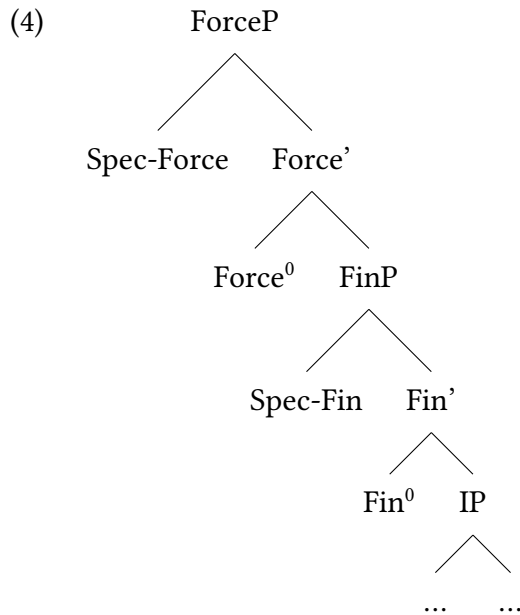 (4) ForceP
Spec-Force Force’
Force⁰ FinP
Spec-Fin Fin’
Fin⁰ IP
... ...